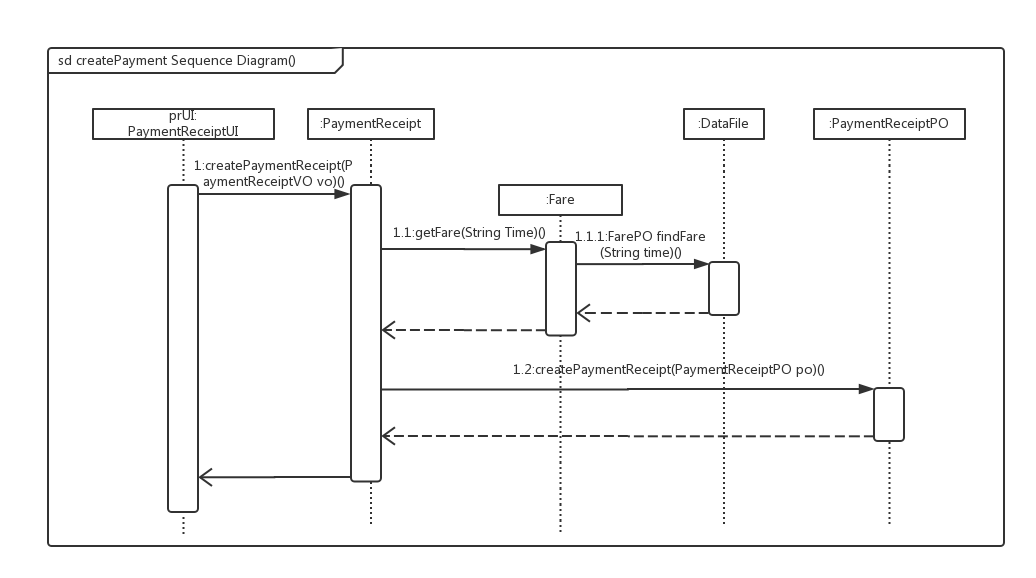 sd createPayment Sequence Diagram()
prUI:
PaymentReceiptUI
:PaymentReceipt
:DataFile
:PaymentReceiptPO
1:createPaymentReceipt(P
aymentReceiptVO vo)()
:Fare
1.1:getFare(String Time)()
1.1.1:FarePO findFare
(String time)()
1.2:createPaymentReceipt(PaymentReceiptPO po)()